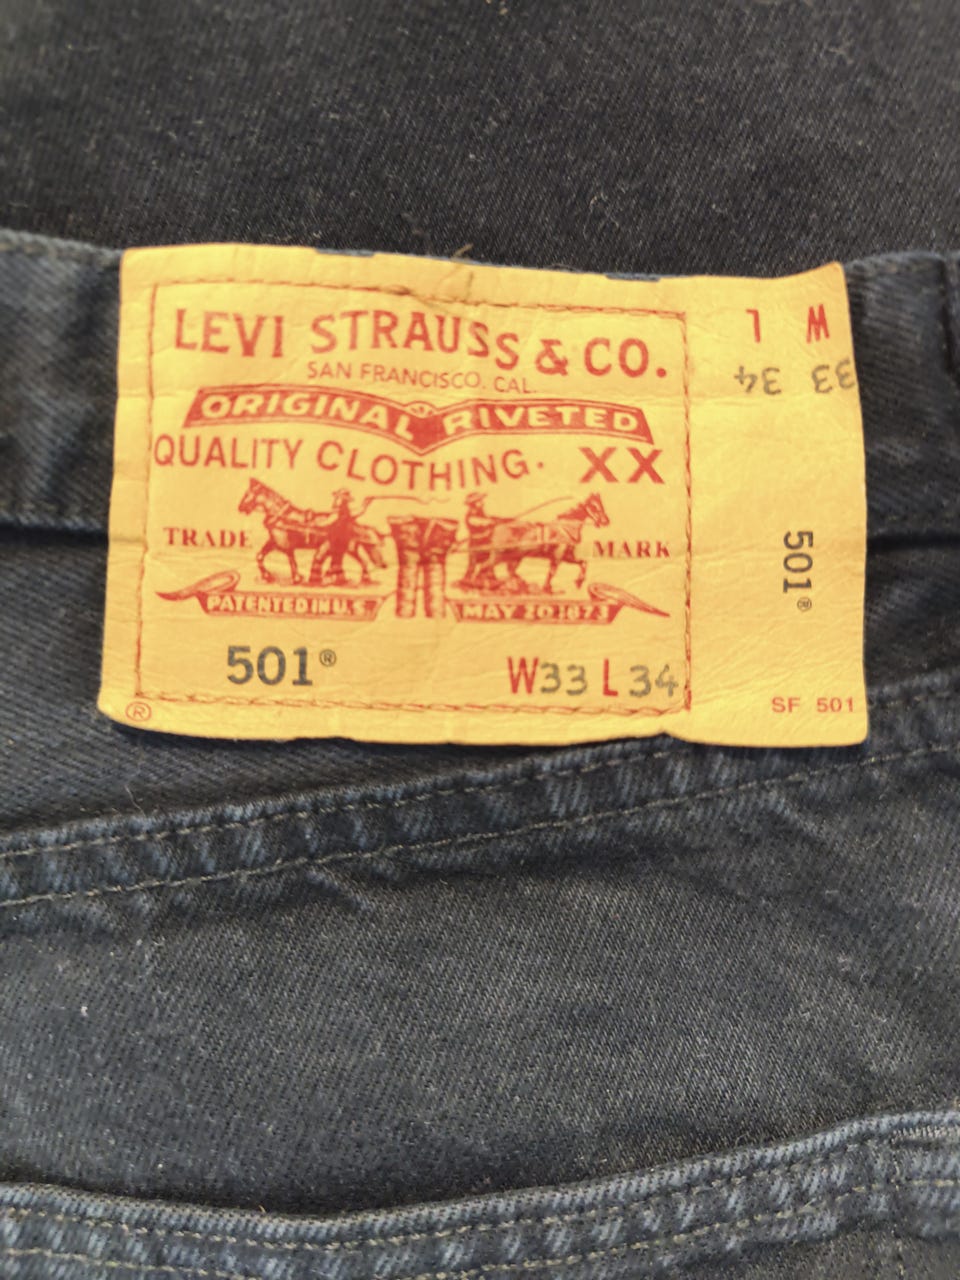 LEVI STRAUSS & CO.
SAN FRANCISCO. CAL.
ORIGINAL RIVETED
QUALITY CLOTHING. XX
TRADE MARK
PATENTED IN U.S. MAY 20 1873
501®
W33 L34
®
W L
33 34
501®
SF 501